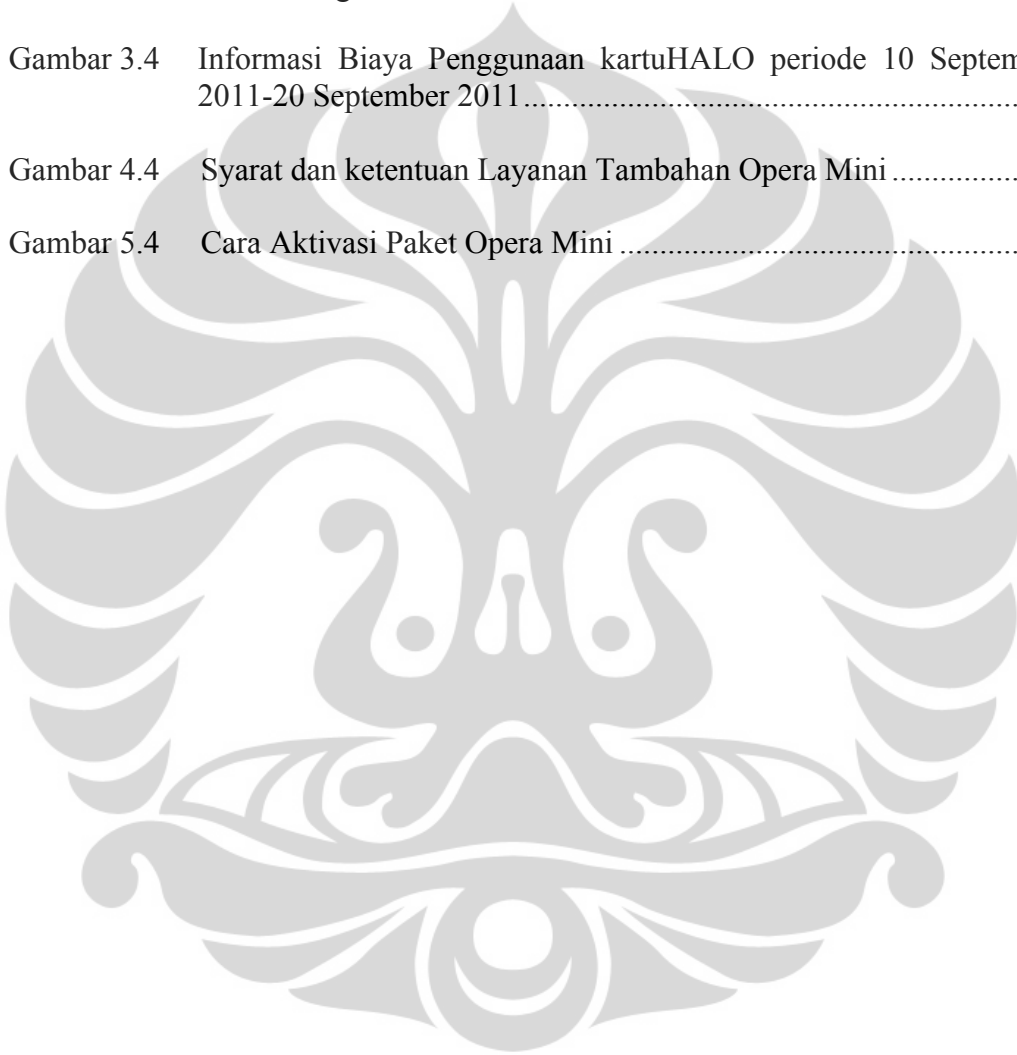 Gambar 3.4 Informasi Biaya Penggunaan kartuHALO periode 10 Septem
2011-20 September 2011..............................................................
Gambar 4.4 Syarat dan ketentuan Layanan Tambahan Opera Mini.................
Gambar 5.4 Cara Aktivasi Paket Opera Mini....................................................